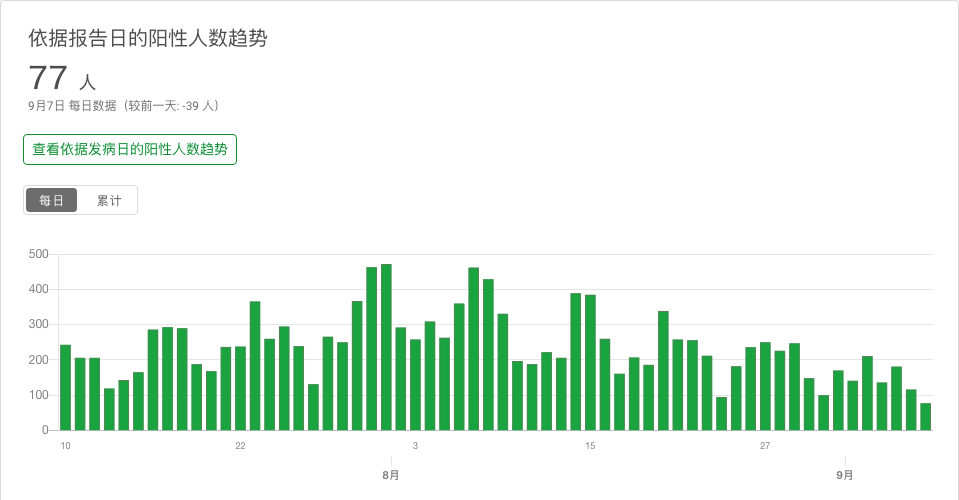 依据报告日的阳性人数趋势
77 人
9月7日 每日数据（较前一天: -39 人）
查看依据发病日的阳性人数趋势
每日 累计
500
400
300
200
100
0
10 22 3 15 27
8月 9月